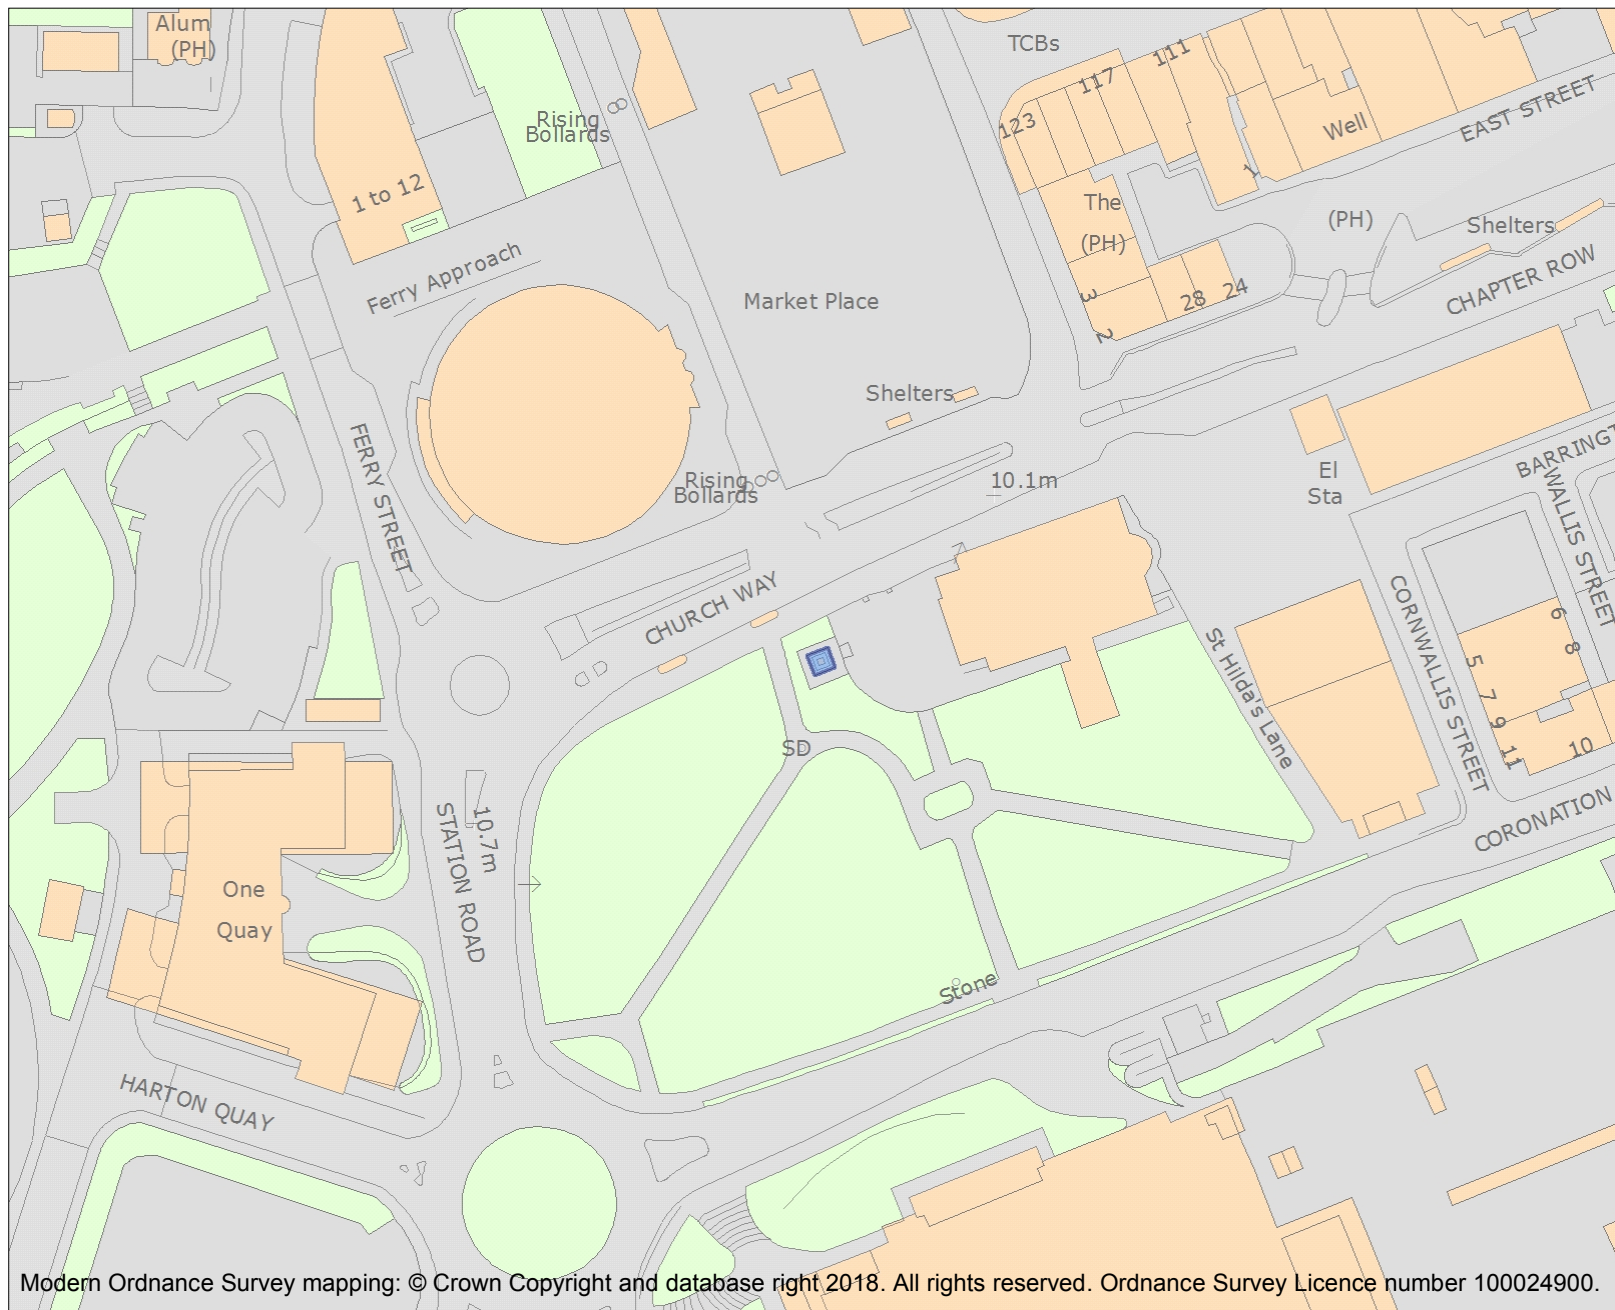 Alum
(PH)
TCBs
111
117
123
Rising
Bollards
EAST STREET
Well
1
1 to 12
The
(PH)
(PH)
Shelters
Ferry Approach
Market Place
3
2
28
24
CHAPTER ROW
Shelters
FERRY STREET
Rising
Bollards
10.1m
El
Sta
BARRINGT
WALLIS STREET
CHURCH WAY
CORNWALLIS STREET
St Hilda's Lane
6
8
5
7
9
11
10
SD
10.7m
STATION ROAD
CORONATION
One
Quay
Stone
HARTON QUAY
Modern Ordnance Survey mapping: © Crown Copyright and database right 2018. All rights reserved. Ordnance Survey Licence number 100024900.